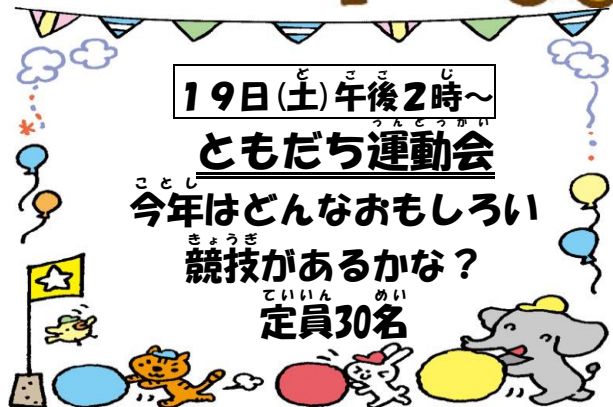 19日(土)午後2時～
ともだち運動会
今年はどんなおもしろい
競技があるかな？
定員30名